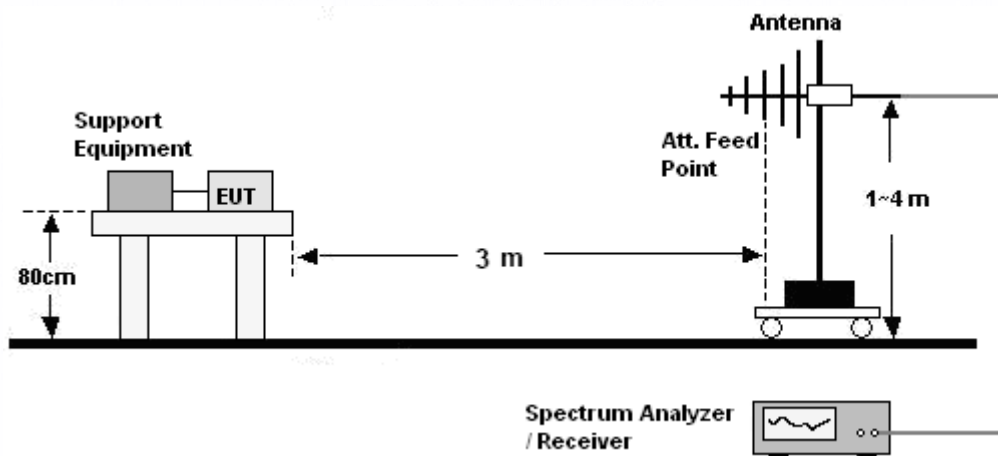 Antenna
Support
Equipment
EUT
Att. Feed
Point
1~4 m
80cm
3 m
Spectrum Analyzer
/ Receiver